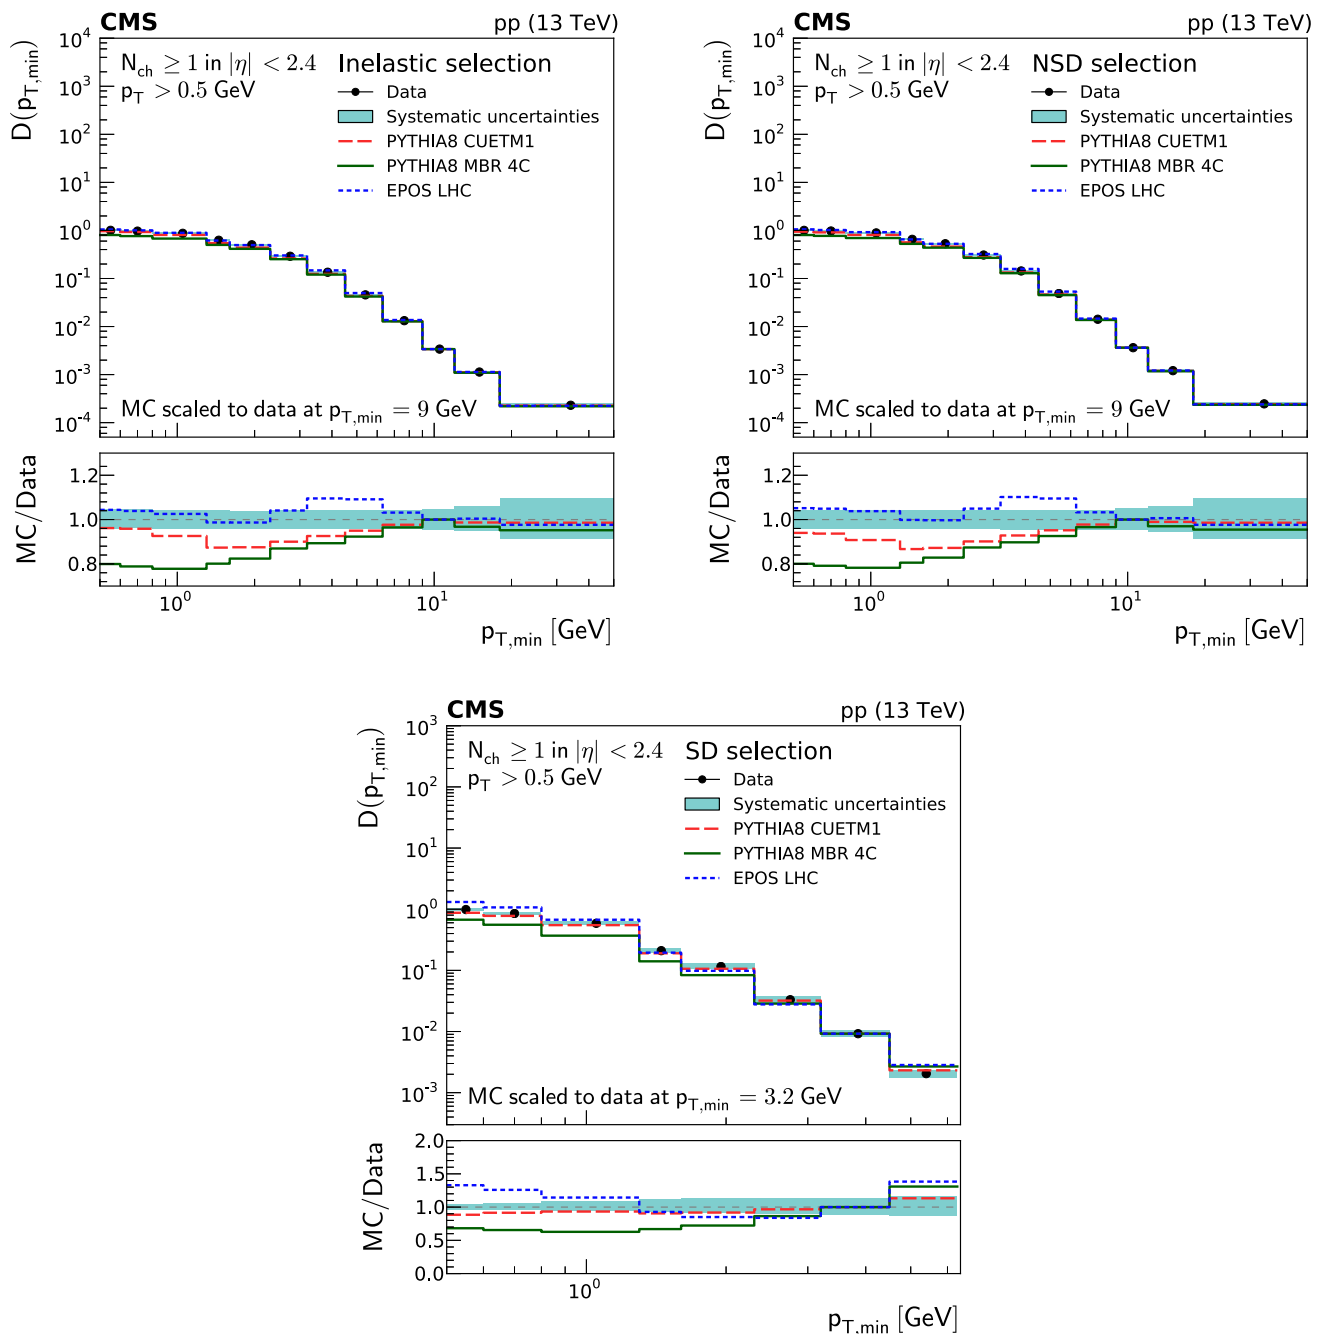 CMS pp (13 TeV)
D(p_T,min)
10^4
10^3
10^2
10^1
10^0
10^-1
10^-2
10^-3
10^-4
N_ch ≥ 1 in |η| < 2.4
p_T > 0.5 GeV
Inelastic selection
Data
Systematic uncertainties
PYTHIA8 CUETM1
PYTHIA8 MBR 4C
EPOS LHC
MC scaled to data at p_T,min = 9 GeV
MC/Data
1.2
1.0
0.8
10^0 10^1
p_T,min [GeV]
CMS pp (13 TeV)
D(p_T,min)
10^4
10^3
10^2
10^1
10^0
10^-1
10^-2
10^-3
10^-4
N_ch ≥ 1 in |η| < 2.4
p_T > 0.5 GeV
NSD selection
Data
Systematic uncertainties
PYTHIA8 CUETM1
PYTHIA8 MBR 4C
EPOS LHC
MC scaled to data at p_T,min = 9 GeV
MC/Data
1.2
1.0
0.8
10^0 10^1
p_T,min [GeV]
CMS pp (13 TeV)
D(p_T,min)
10^3
10^2
10^1
10^0
10^-1
10^-2
10^-3
N_ch ≥ 1 in |η| < 2.4
p_T > 0.5 GeV
SD selection
Data
Systematic uncertainties
PYTHIA8 CUETM1
PYTHIA8 MBR 4C
EPOS LHC
MC scaled to data at p_T,min = 3.2 GeV
MC/Data
2.0
1.5
1.0
0.5
0.0
10^0
p_T,min [GeV]